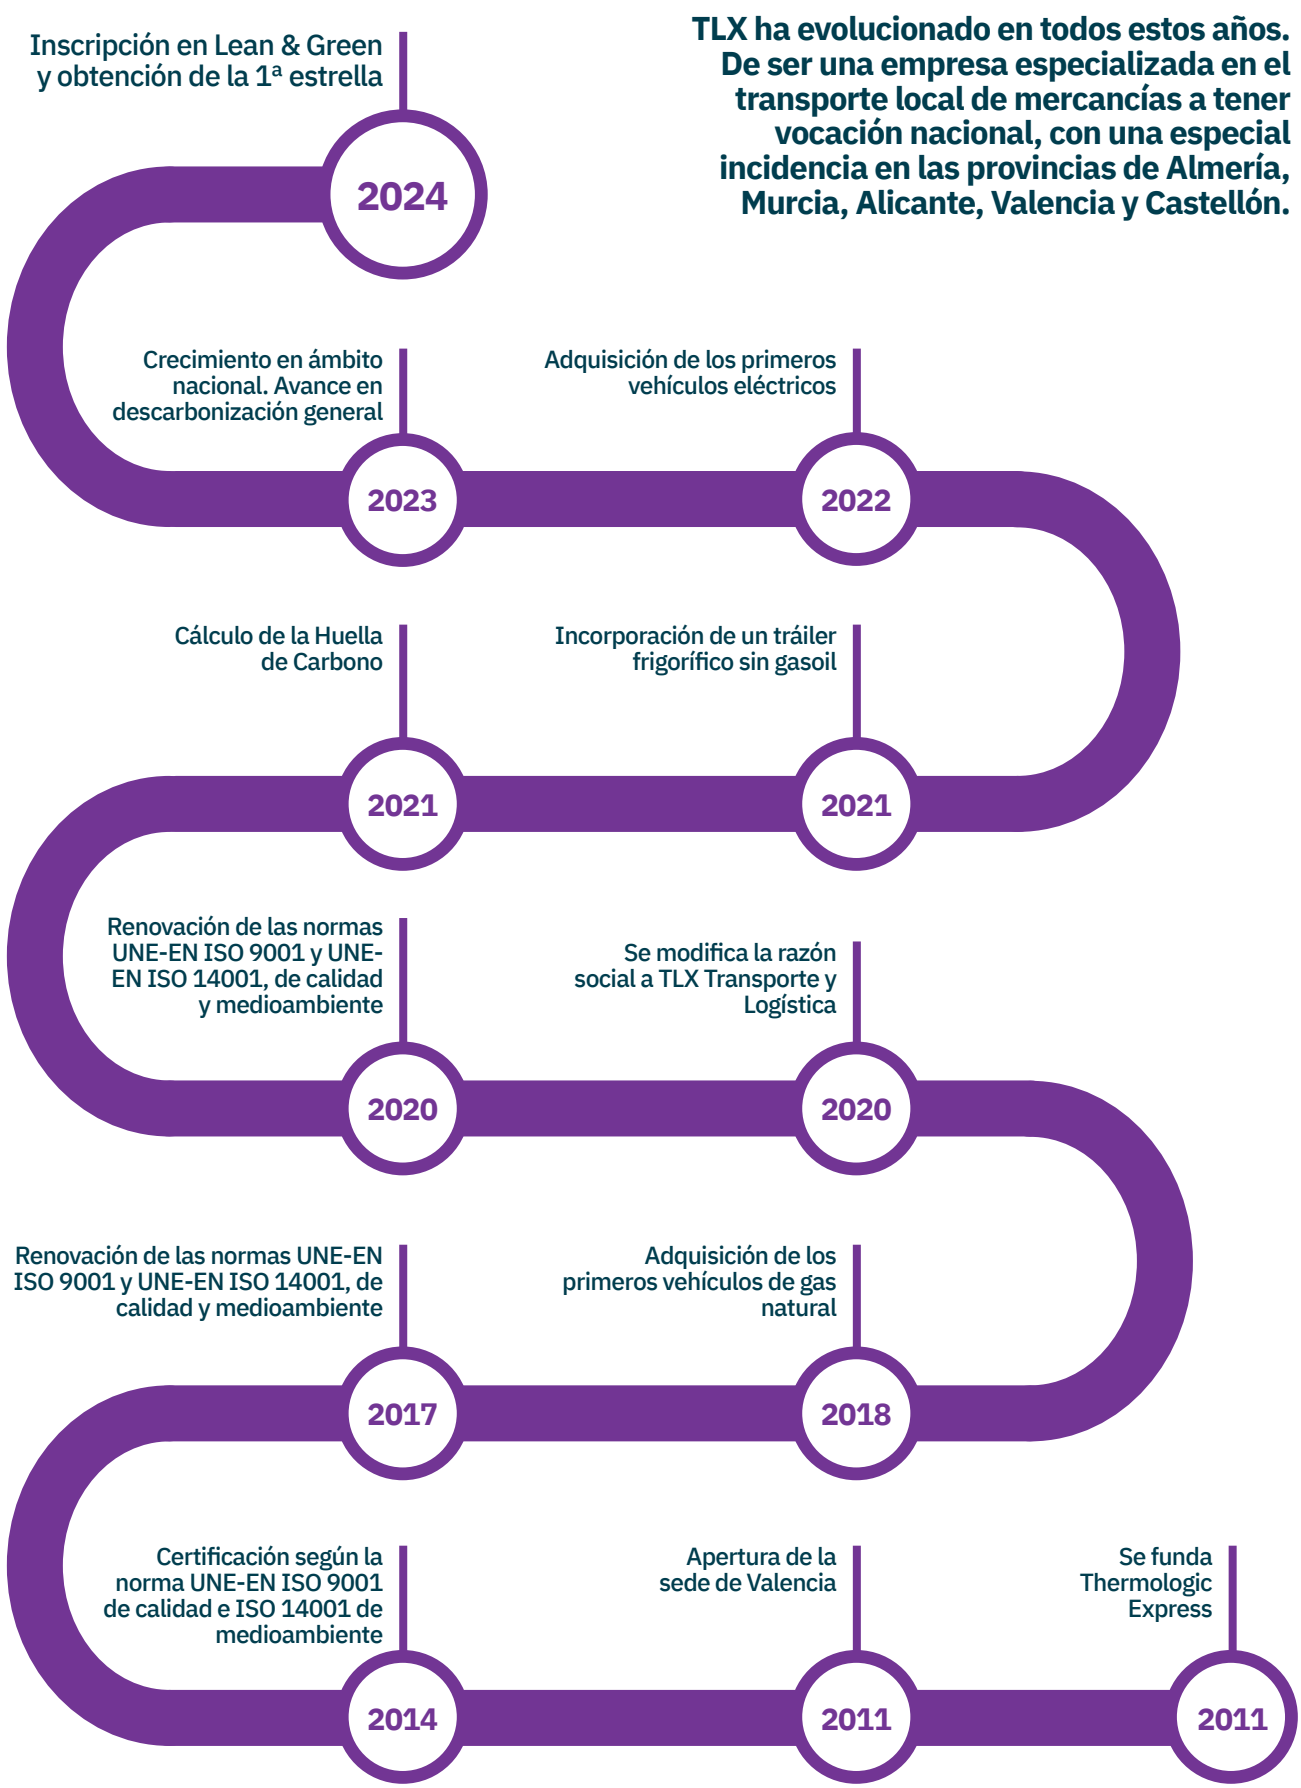 Inscripción en Lean & Green
y obtención de la 1ª estrella
TLX ha evolucionado en todos estos años.
De ser una empresa especializada en el
transporte local de mercancías a tener
vocación nacional, con una especial
incidencia en las provincias de Almería,
Murcia, Alicante, Valencia y Castellón.
2024
Crecimiento en ámbito
nacional. Avance en
descarbonización general
2023
Adquisición de los primeros
vehículos eléctricos
2022
Cálculo de la Huella
de Carbono
2021
Incorporación de un tráiler
frigorífico sin gasoil
2021
Renovación de las normas
UNE-EN ISO 9001 y UNE-
EN ISO 14001, de calidad
y medioambiente
2020
Se modifica la razón
social a TLX Transporte y
Logística
2020
Renovación de las normas UNE-EN
ISO 9001 y UNE-EN ISO 14001, de
calidad y medioambiente
2017
Adquisición de los
primeros vehículos de gas
natural
2018
Certificación según la
norma UNE-EN ISO 9001
de calidad e ISO 14001 de
medioambiente
2014
Apertura de la
sede de Valencia
2011
Se funda
Thermologic
Express
2011